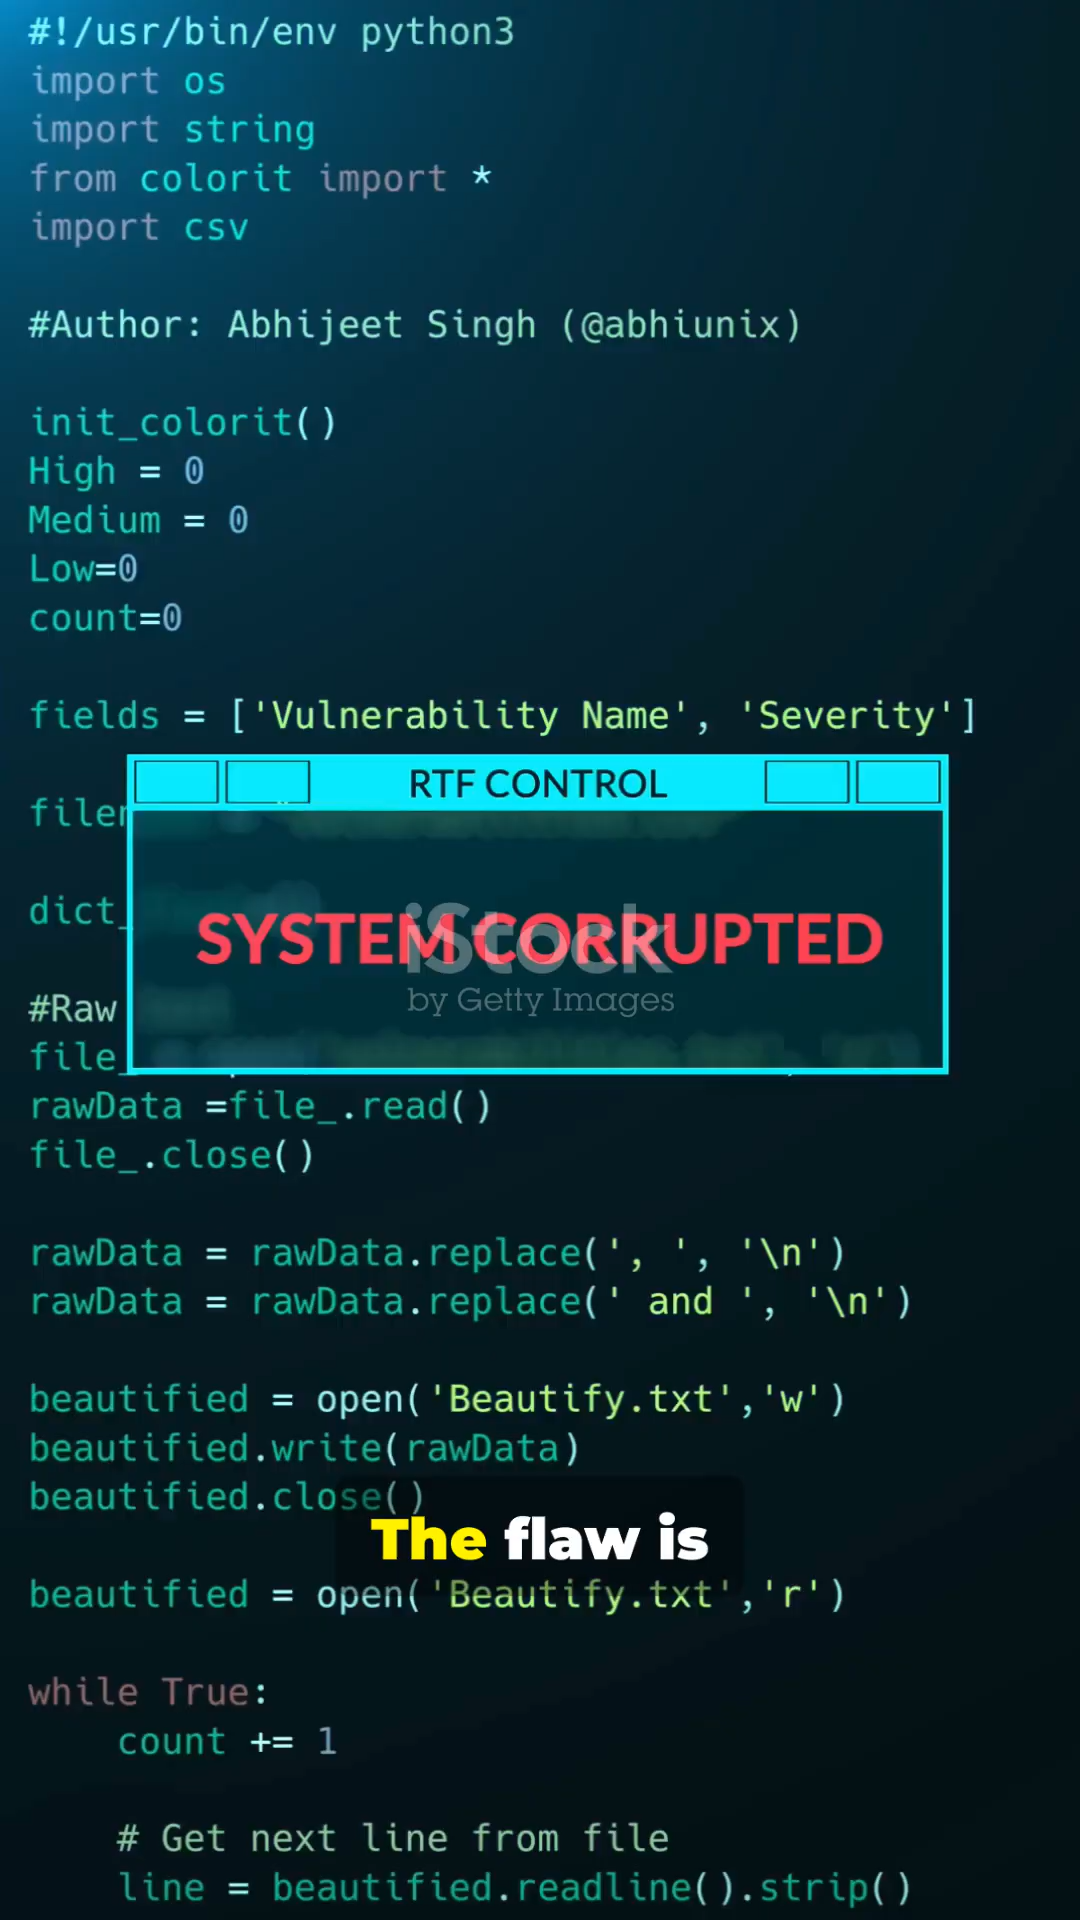 #!/usr/bin/env python3
import os
import string
from colorit import *
import csv
#Author: Abhijeet Singh (@abhiunix)
init_colorit()
High = 0
Medium = 0
Low=0
count=0
fields = ['Vulnerability Name', 'Severity']
RTF CONTROL
dict_
SYSTEM CORRUPTED
iStock
by Getty Images
#Raw
file_
rawData =file_.read()
file_.close()
rawData = rawData.replace(', ', '\n')
rawData = rawData.replace(' and ', '\n')
beautified = open('Beautify.txt','w')
beautified.write(rawData)
beautified.close()
The flaw is
beautified = open('Beautify.txt','r')
while True:
count += 1
# Get next line from file
line = beautified.readline().strip()